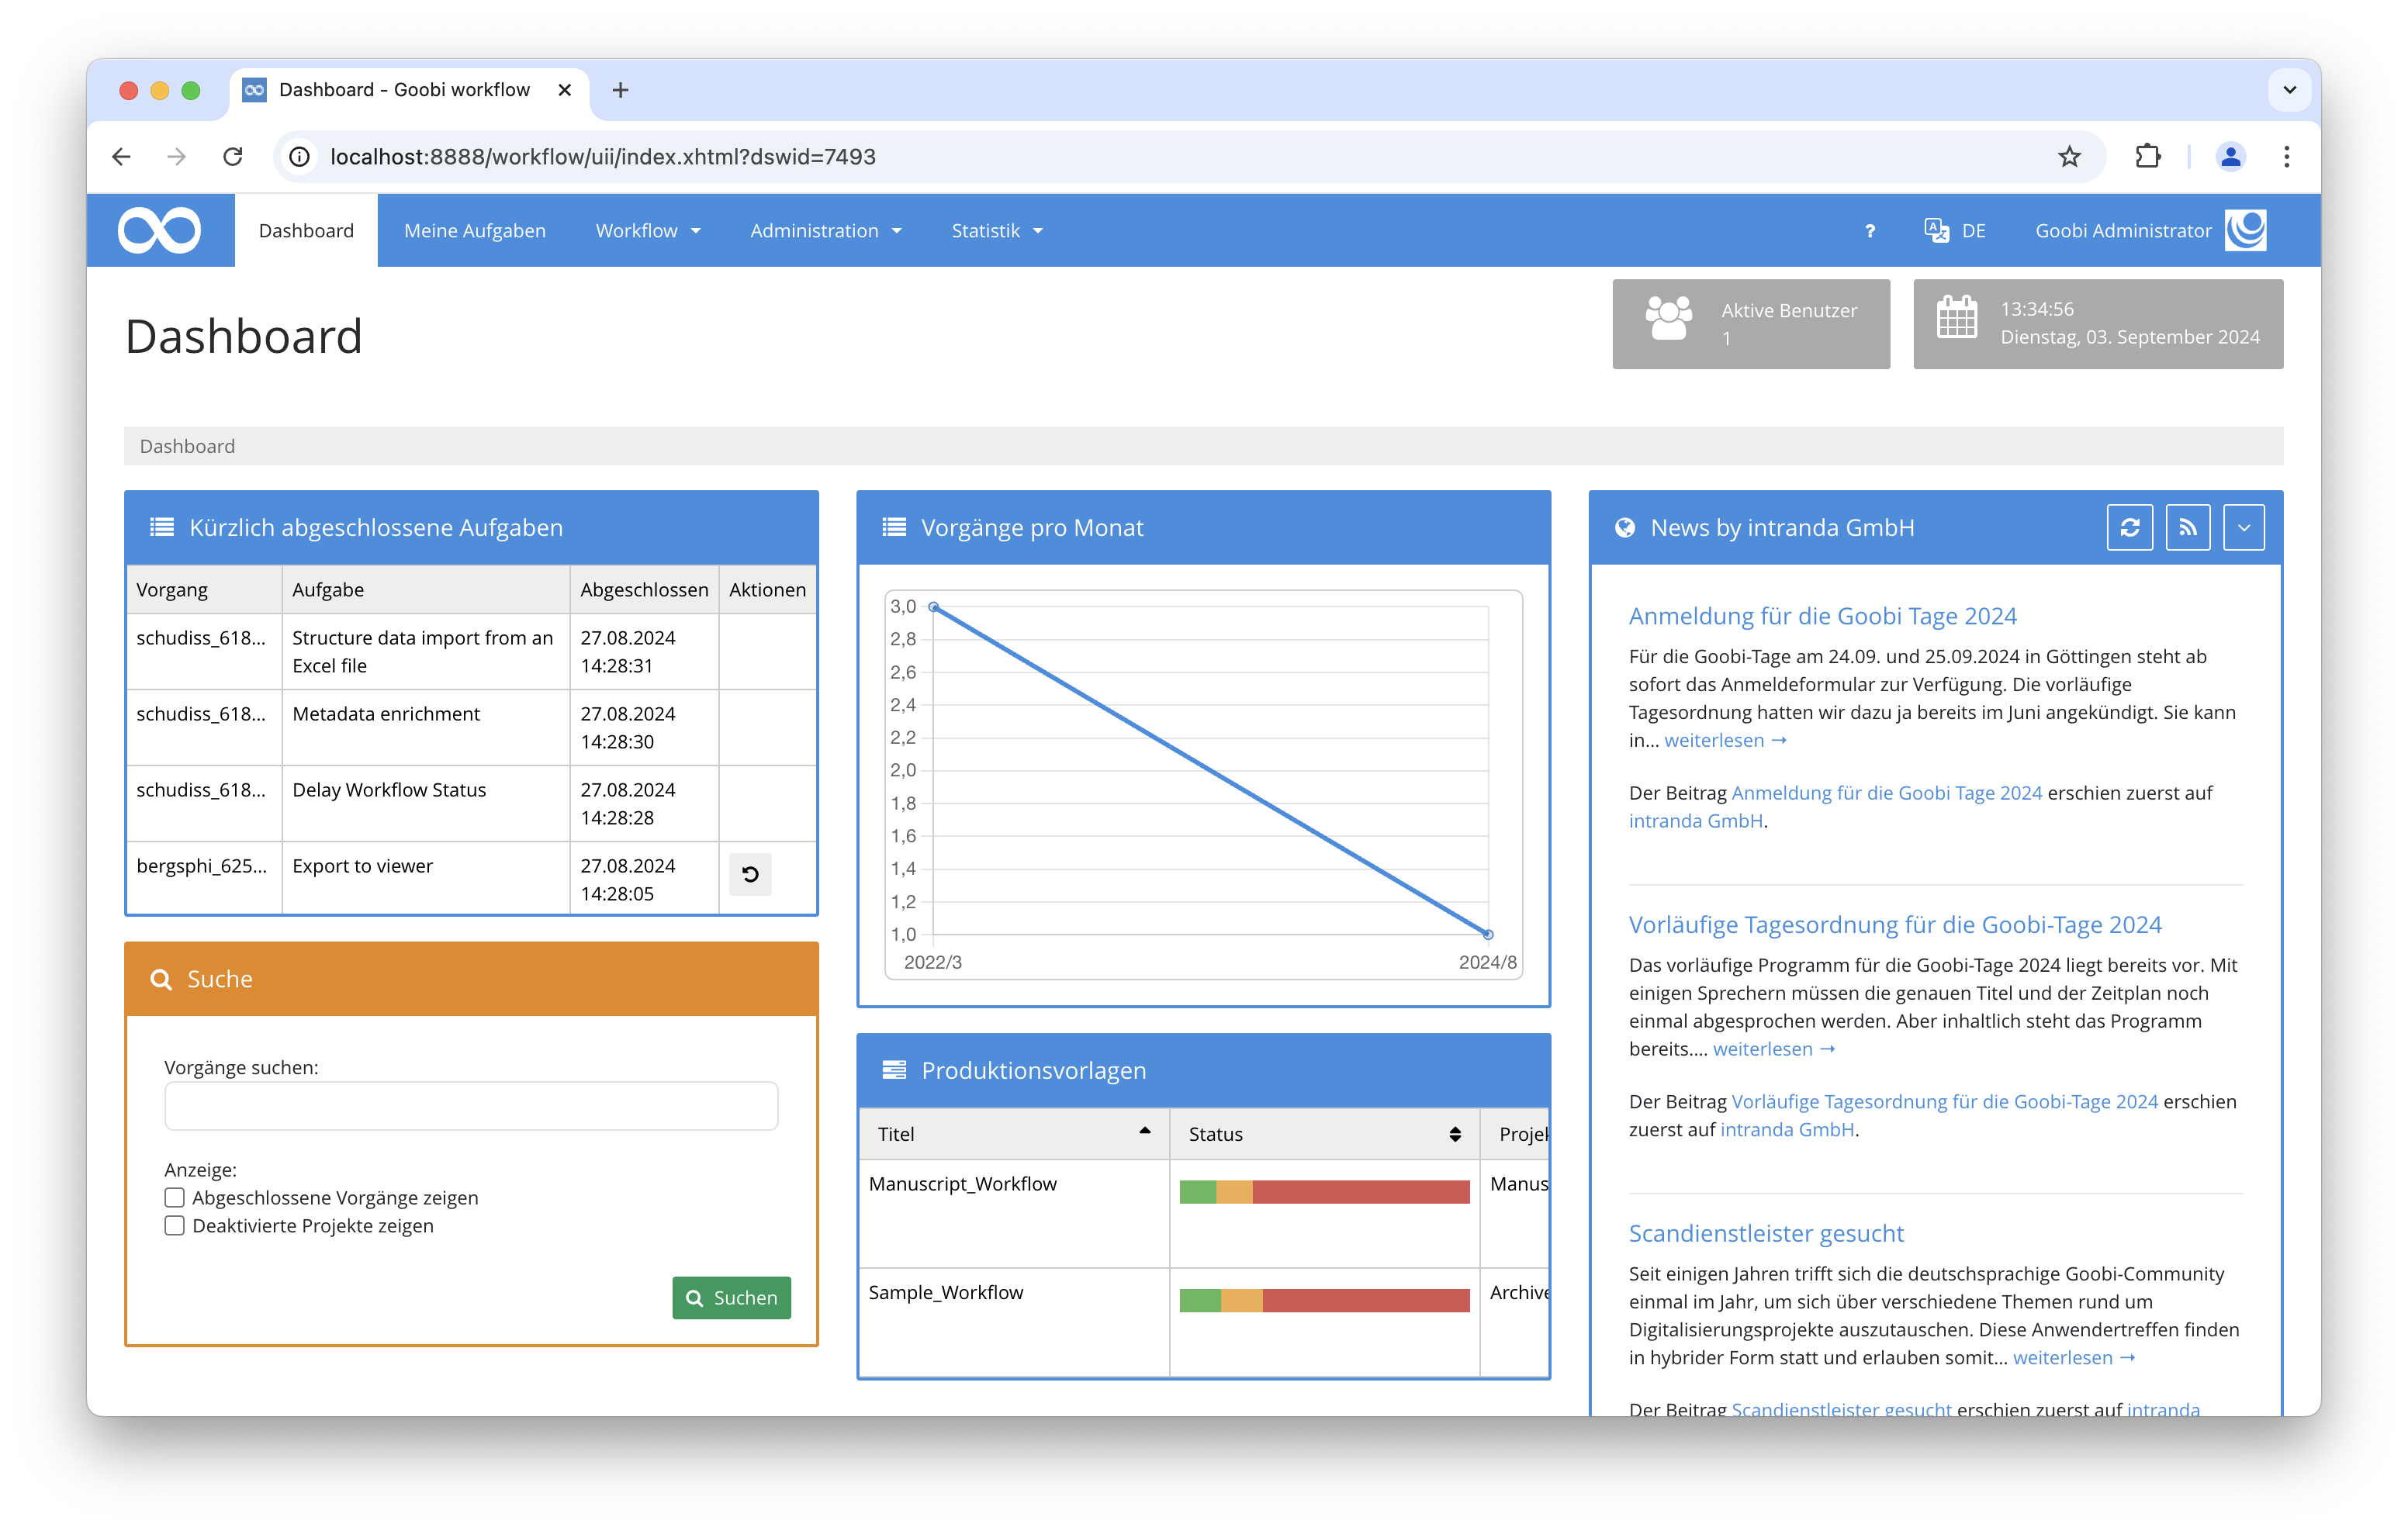 Dashboard - Goobi workflow
localhost:8888/workflow/uii/index.xhtml?dswid=7493
Dashboard
Meine Aufgaben
Workflow
Administration
Statistik
?
DE
Goobi Administrator
Dashboard
Aktive Benutzer
1
13:34:56
Dienstag, 03. September 2024
Dashboard
Kürzlich abgeschlossene Aufgaben
Vorgang Aufgabe Abgeschlossen Aktionen
schudiss_618... Structure data import from an 27.08.2024
Excel file 14:28:31
schudiss_618... Metadata enrichment 27.08.2024
14:28:30
schudiss_618... Delay Workflow Status 27.08.2024
14:28:28
bergsphi_625... Export to viewer 27.08.2024
14:28:05
Suche
Vorgänge suchen:
Anzeige:
Abgeschlossene Vorgänge zeigen
Deaktivierte Projekte zeigen
Suchen
Vorgänge pro Monat
3,0
2,8
2,6
2,4
2,2
2,0
1,8
1,6
1,4
1,2
1,0
2022/3 2024/8
Produktionsvorlagen
Titel Status Projek
Manuscript_Workflow Manus
Sample_Workflow Archive
News by intranda GmbH
Anmeldung für die Goobi Tage 2024
Für die Goobi-Tage am 24.09. und 25.09.2024 in Göttingen steht ab
sofort das Anmeldeformular zur Verfügung. Die vorläufige
Tagesordnung hatten wir dazu ja bereits im Juni angekündigt. Sie kann
in... weiterlesen →
Der Beitrag Anmeldung für die Goobi Tage 2024 erschien zuerst auf
intranda GmbH.
Vorläufige Tagesordnung für die Goobi-Tage 2024
Das vorläufige Programm für die Goobi-Tage 2024 liegt bereits vor. Mit
einigen Sprechern müssen die genauen Titel und der Zeitplan noch
einmal abgesprochen werden. Aber inhaltlich steht das Programm
bereits.... weiterlesen →
Der Beitrag Vorläufige Tagesordnung für die Goobi-Tage 2024 erschien
zuerst auf intranda GmbH.
Scandienstleister gesucht
Seit einigen Jahren trifft sich die deutschsprachige Goobi-Community
einmal im Jahr, um sich über verschiedene Themen rund um
Digitalisierungsprojekte auszutauschen. Diese Anwendertreffen finden
in hybrider Form statt und erlauben somit... weiterlesen →
Der Beitrag Scandienstleister gesucht erschien zuerst auf intranda